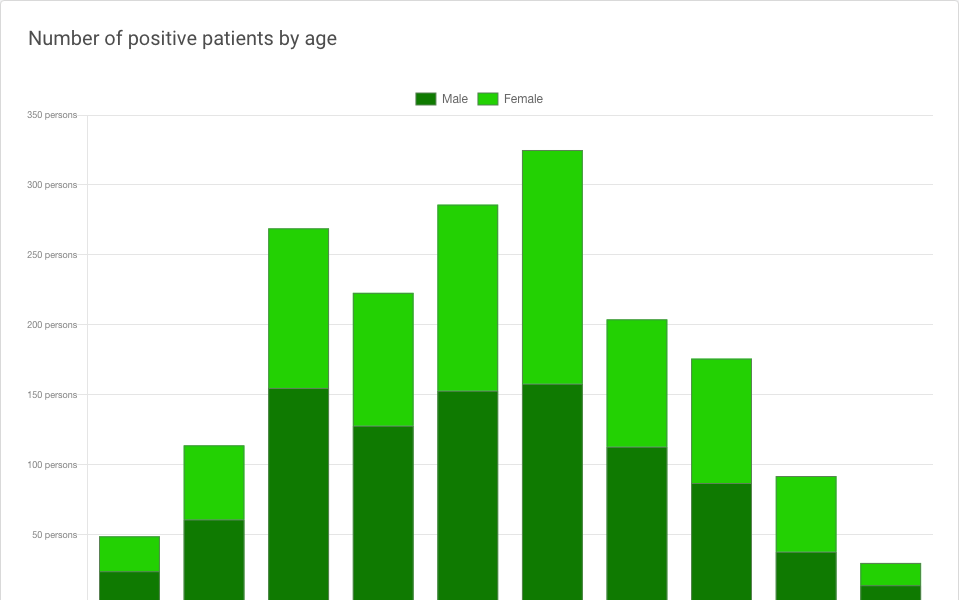 Number of positive patients by age
Male Female
350 persons
300 persons
250 persons
200 persons
150 persons
100 persons
50 persons